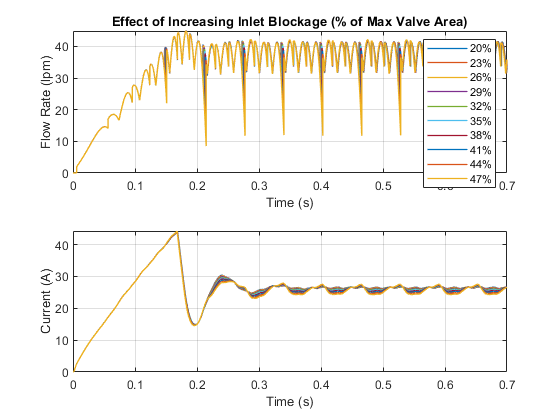 Effect of Increasing Inlet Blockage (% of Max Valve Area)
Flow Rate (lpm)
40
30
20
10
0
0 0.1 0.2 0.3 0.4 0.5 0.7
Time (s)
20%
23%
26%
29%
32%
35%
38%
41%
44%
47%
Current (A)
40
30
20
10
0
0 0.1 0.2 0.3 0.4 0.5 0.6 0.7
Time (s)